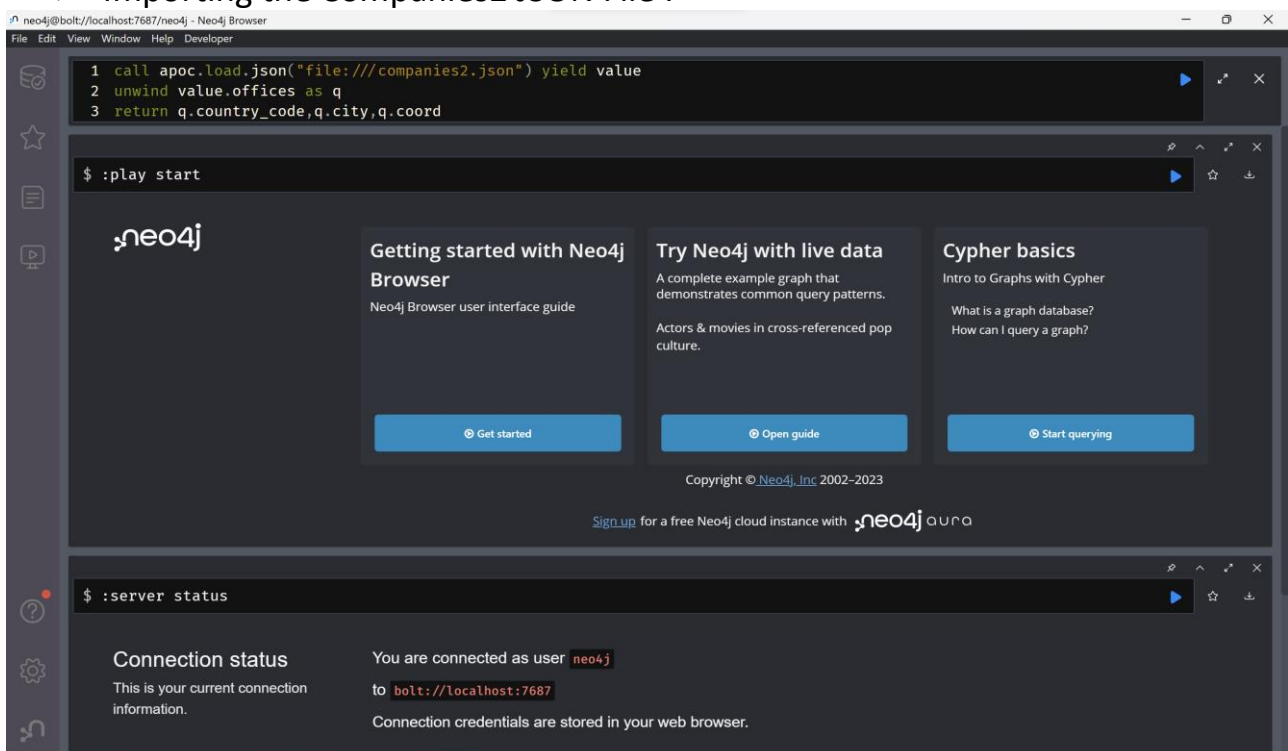 Importing the Companies2 JSON File :
neo4j@bolt://localhost:7687/neo4j - Neo4j Browser
File Edit View Window Help Developer
1 call apoc.load.json("file:///companies2.json") yield value
2 unwind value.offices as q
3 return q.country_code,q.city,q.coord
$ :play start
neo4j
Getting started with Neo4j
Browser
Neo4j Browser user interface guide
Get started
Try Neo4j with live data
A complete example graph that
demonstrates common query patterns.
Actors & movies in cross-referenced pop
culture.
Open guide
Cypher basics
Intro to Graphs with Cypher
What is a graph database?
How can I query a graph?
Start querying
Copyright © Neo4j, Inc 2002–2023
Sign up for a free Neo4j cloud instance with neo4j aura
$ :server status
Connection status
This is your current connection
information.
You are connected as user neo4j
to bolt://localhost:7687
Connection credentials are stored in your web browser.